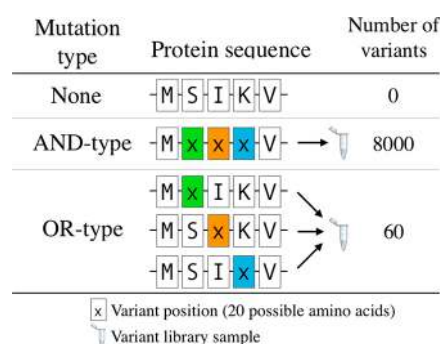 Mutation type
Protein sequence
Number of variants
None
-M-S-I-K-V-
0
AND-type
-M-x-x-x-V-
8000
-M-x-I-K-V-
OR-type
-M-S-x-K-V-
60
-M-S-I-x-V-
x Variant position (20 possible amino acids)
Variant library sample